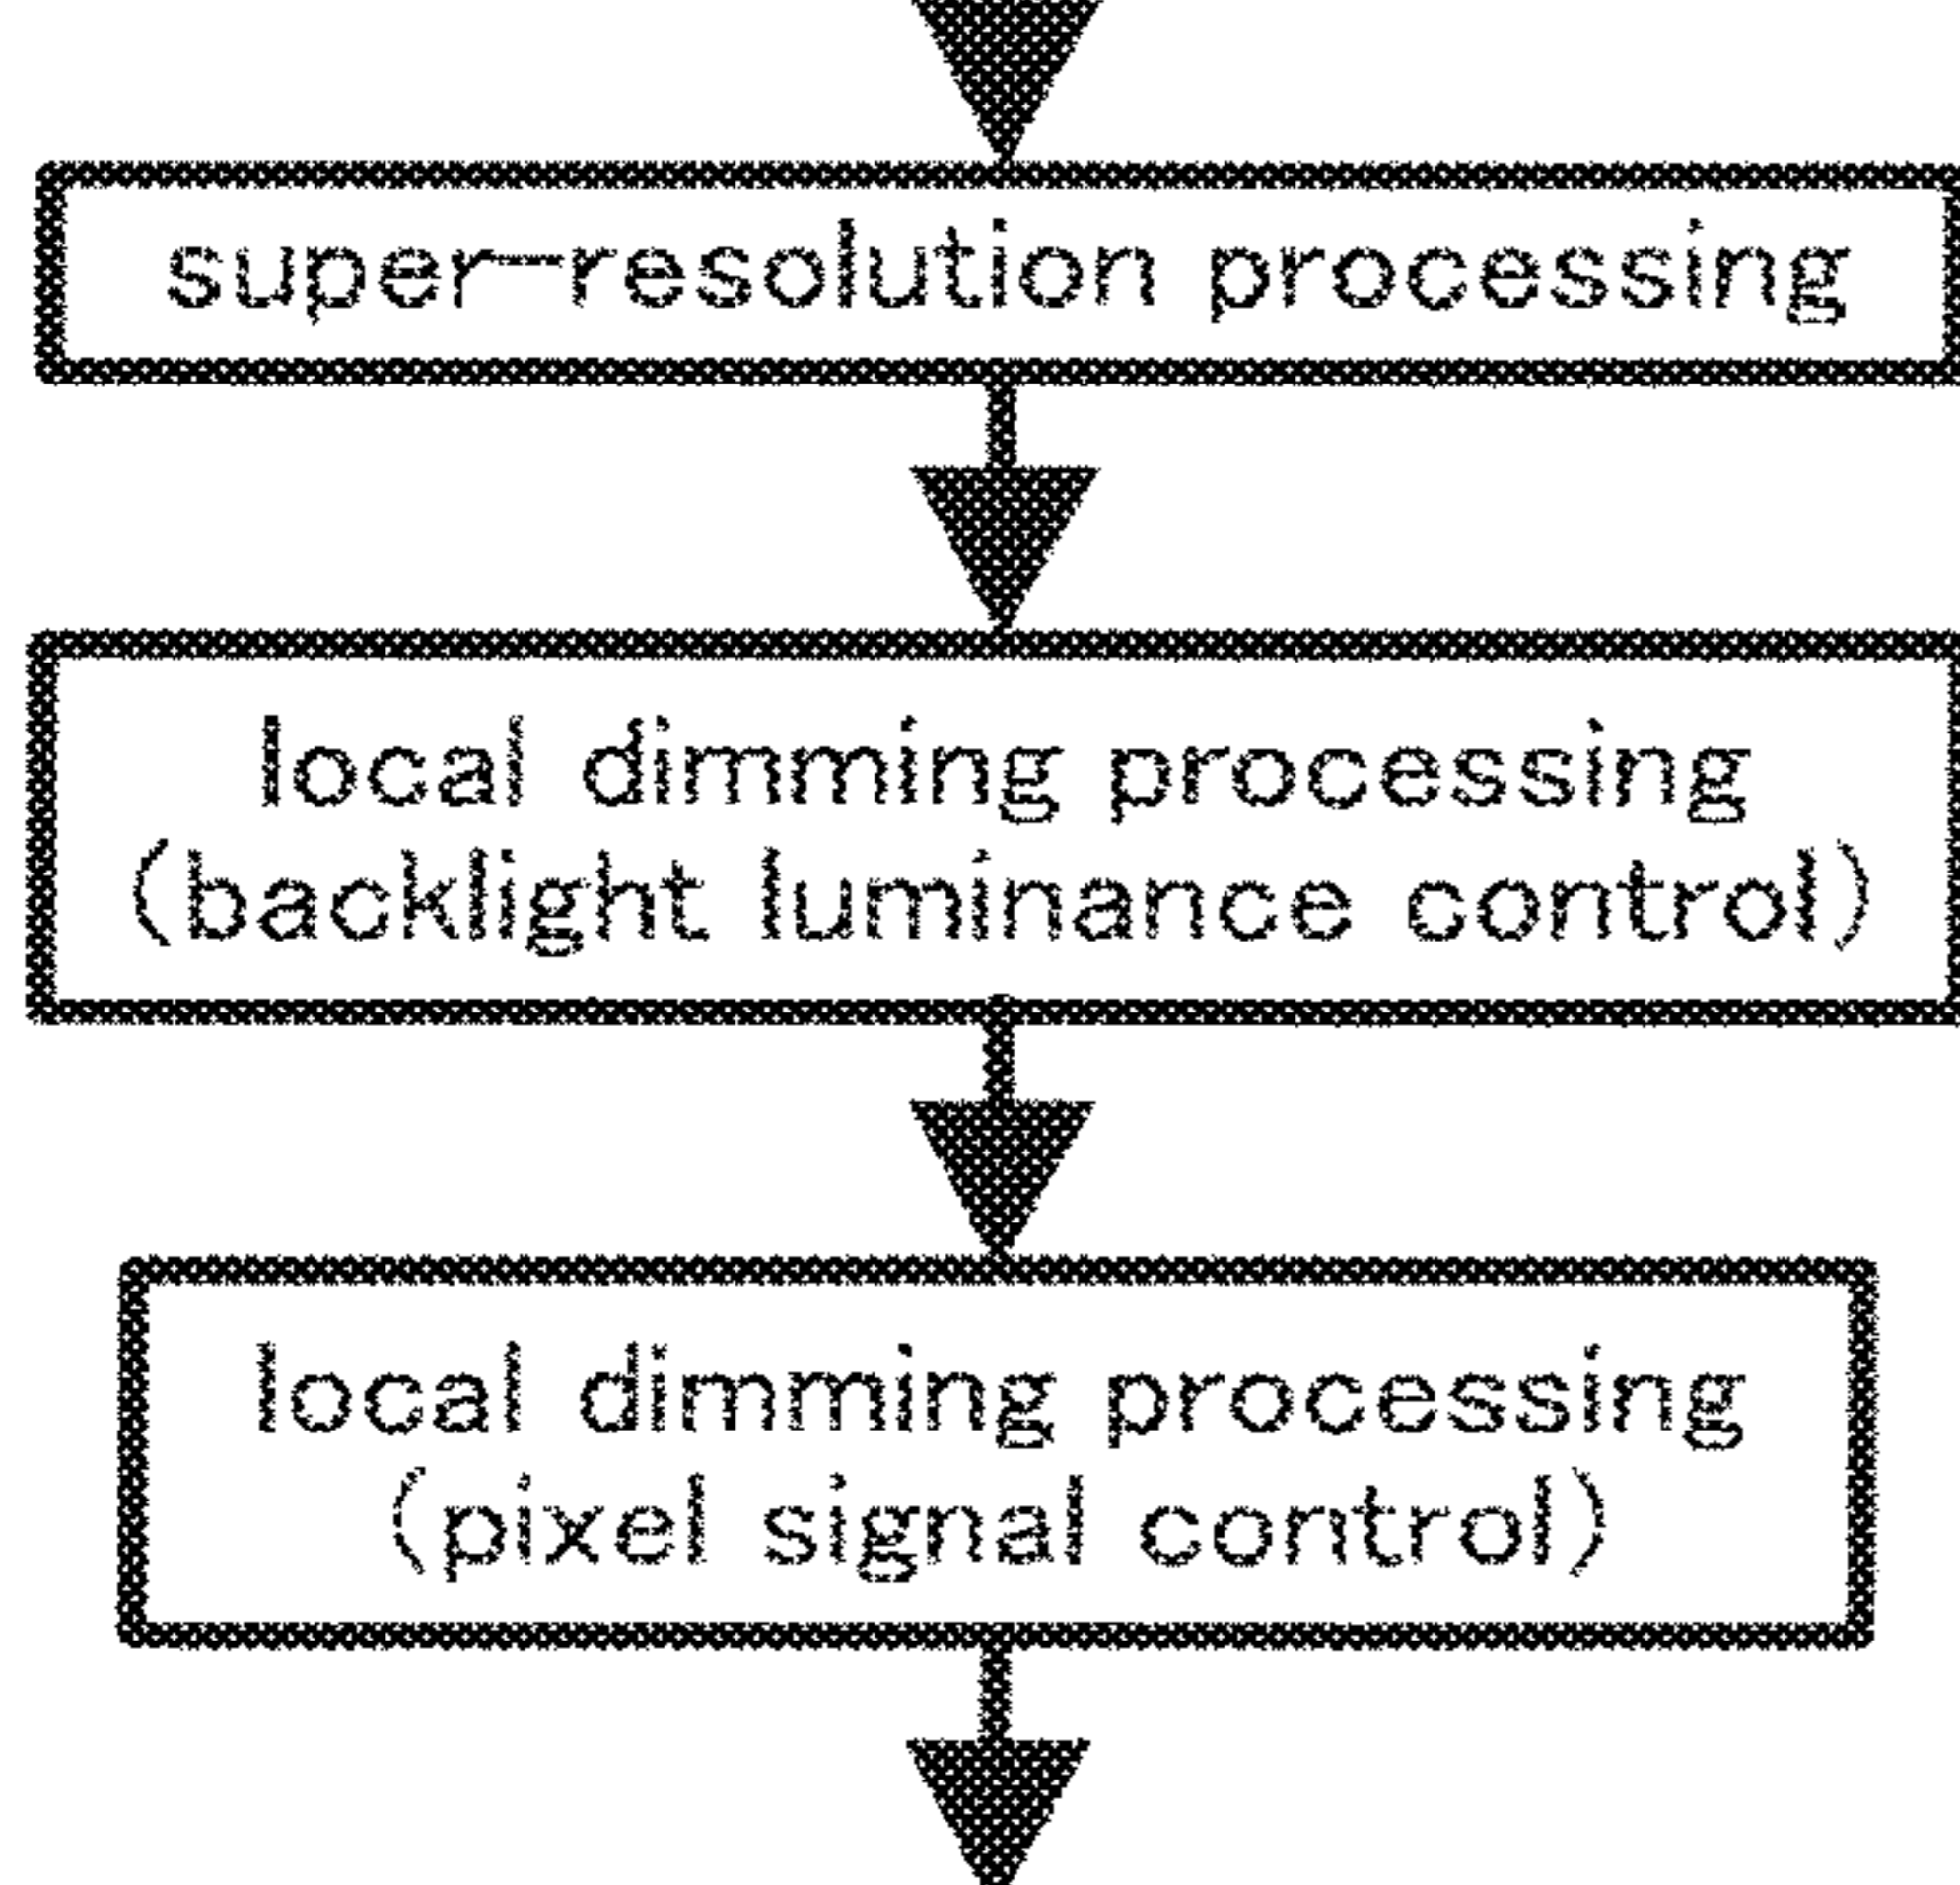 super-resolution processing
local dimming processing
(backlight luminance control)
local dimming processing
(pixel signal control)